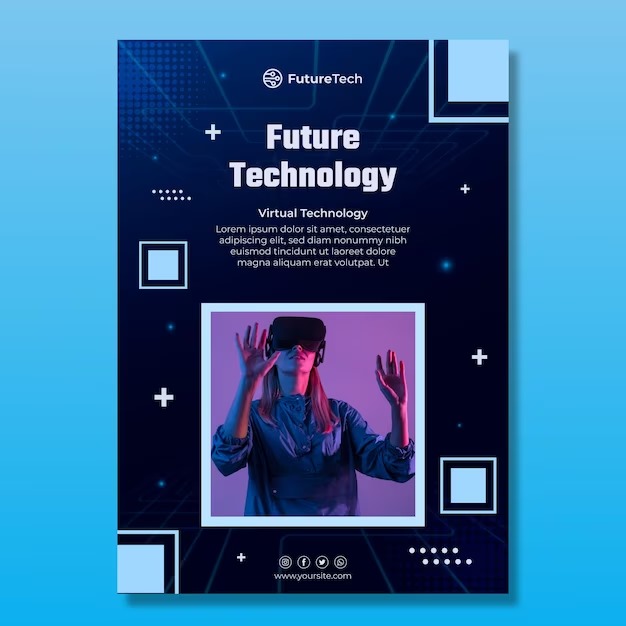 FutureTech
Future
Technology
Virtual Technology
Lorem ipsum dolor sit amet, consectetuer
adipiscing elit, sed diam nonummy nibh
euismod tincidunt ut laoreet dolore
magna aliquam erat volutpat. Ut
www.yoursite.com